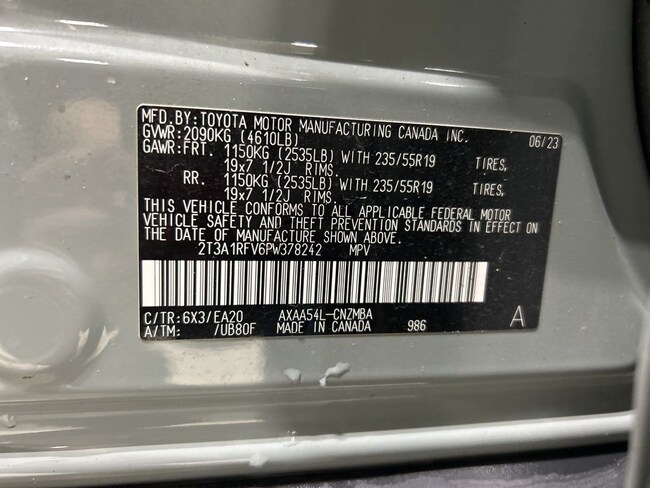 MFD.BY:TOYOTA MOTOR MANUFACTURING CANADA INC. 06/23
GVWR:2090KG (4610LB)
GAWR:FRT. 1150KG (2535LB) WITH 235/55R19 TIRES,
19x7 1/2J RIMS.
RR. 1150KG (2535LB) WITH 235/55R19 TIRES,
19x7 1/2J RIMS.
THIS VEHICLE CONFORMS TO ALL APPLICABLE FEDERAL MOTOR
VEHICLE SAFETY AND THEFT PREVENTION STANDARDS IN EFFECT ON
THE DATE OF MANUFACTURE SHOWN ABOVE.
2T3A1RFV6PW378242 MPV
C/TR:6X3/EA20 AXAA54L-CNZMBA
A/TM: /UB80F MADE IN CANADA 986 A